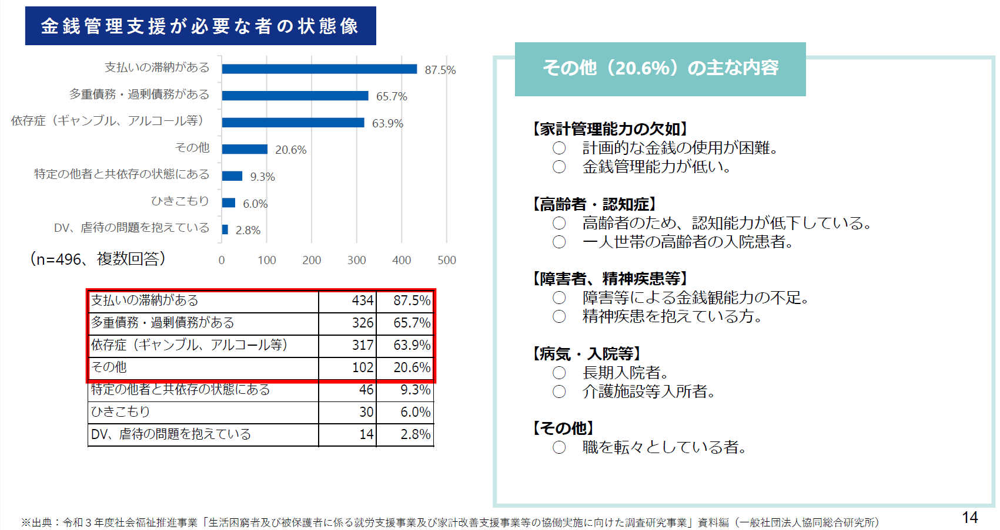 金銭管理支援が必要な者の状態像
支払いの滞納がある 87.5%
多重債務・過剰債務がある 65.7%
依存症（ギャンブル、アルコール等） 63.9%
その他 20.6%
特定の他者と共依存の状態にある 9.3%
ひきこもり 6.0%
DV、虐待の問題を抱えている 2.8%
（n=496、複数回答）
0 100 200 300 400 500
支払いの滞納がある 434 87.5%
多重債務・過剰債務がある 326 65.7%
依存症（ギャンブル、アルコール等） 317 63.9%
その他 102 20.6%
特定の他者と共依存の状態にある 46 9.3%
ひきこもり 30 6.0%
DV、虐待の問題を抱えている 14 2.8%
その他（20.6%）の主な内容
【家計管理能力の欠如】
○ 計画的な金銭の使用が困難。
○ 金銭管理能力が低い。
【高齢者・認知症】
○ 高齢者のため、認知能力が低下している。
○ 一人世帯の高齢者の入院患者。
【障害者、精神疾患等】
○ 障害等による金銭観能力の不足。
○ 精神疾患を抱えている方。
【病気・入院等】
○ 長期入院者。
○ 介護施設等入所者。
【その他】
○ 職を転々としている者。
※出典：令和３年度社会福祉推進事業「生活困窮者及び被保護者に係る就労支援事業及び家計改善支援事業等の協働実施に向けた調査研究事業」資料編（一般社団法人協同総合研究所）
14